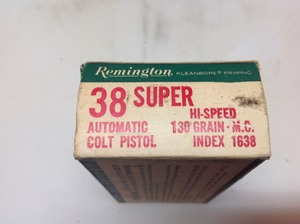 Remington KLEANBORE PRIMING
38 SUPER
HI-SPEED
AUTOMATIC 130 GRAIN - M.C.
COLT PISTOL INDEX 1638